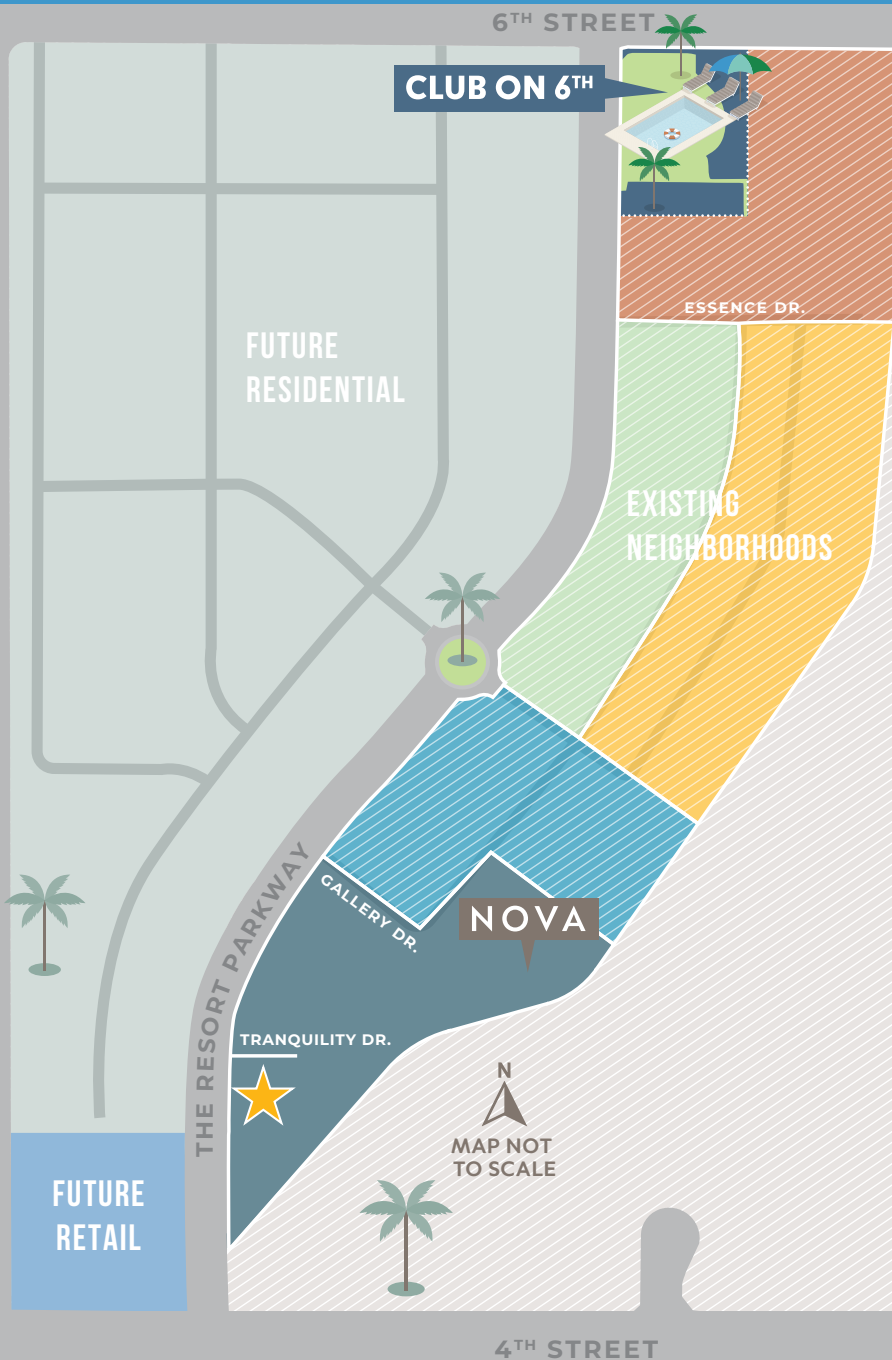 6TH STREET
CLUB ON 6TH
ESSENCE DR.
FUTURE
RESIDENTIAL
EXISTING
NEIGHBORHOODS
THE RESORT PARKWAY
GALLERY DR.
NOVA
TRANQUILITY DR.
N
MAP NOT
TO SCALE
FUTURE
RETAIL
4TH STREET